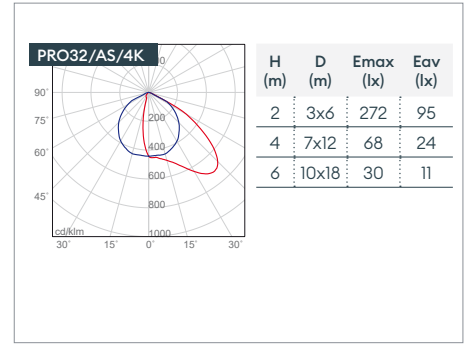 PRO32/AS/4K
90°
75°
60°
45°
200
400
600
800
1000
cd/klm
30° 15° 0° 15° 30°
H D Emax Eav
(m) (m) (lx) (lx)
2 3x6 272 95
4 7x12 68 24
6 10x18 30 11